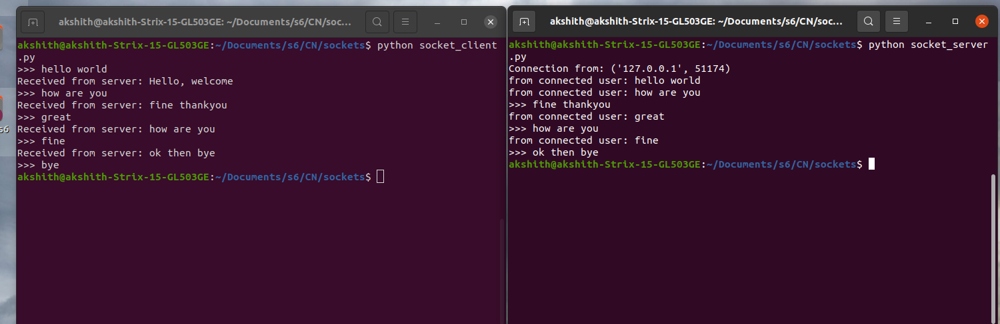 akshith@akshith-Strix-15-GL503GE: ~/Documents/s6/CN/soc...
akshith@akshith-Strix-15-GL503GE:~/Documents/s6/CN/sockets$ python socket_client
.py
>>> hello world
Received from server: Hello, welcome
>>> how are you
Received from server: fine thankyou
>>> great
Received from server: how are you
>>> fine
Received from server: ok then bye
>>> bye
akshith@akshith-Strix-15-GL503GE:~/Documents/s6/CN/sockets$
akshith@akshith-Strix-15-GL503GE: ~/Documents/s6/CN/soc...
akshith@akshith-Strix-15-GL503GE:~/Documents/s6/CN/sockets$ python socket_server
.py
Connection from: ('127.0.0.1', 51174)
from connected user: hello world
from connected user: how are you
>>> fine thankyou
from connected user: great
>>> how are you
from connected user: fine
>>> ok then bye
akshith@akshith-Strix-15-GL503GE:~/Documents/s6/CN/sockets$
s6